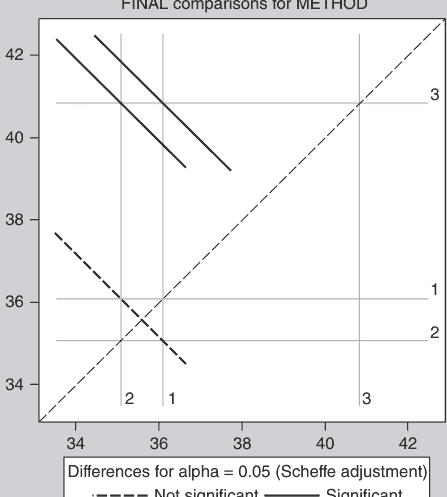 FINAL comparisons for METHOD
42
40
38
36
34
3
1
2
2 1 3
34 36 38 40 42
Differences for alpha = 0.05 (Scheffe adjustment)
Not significant Significant